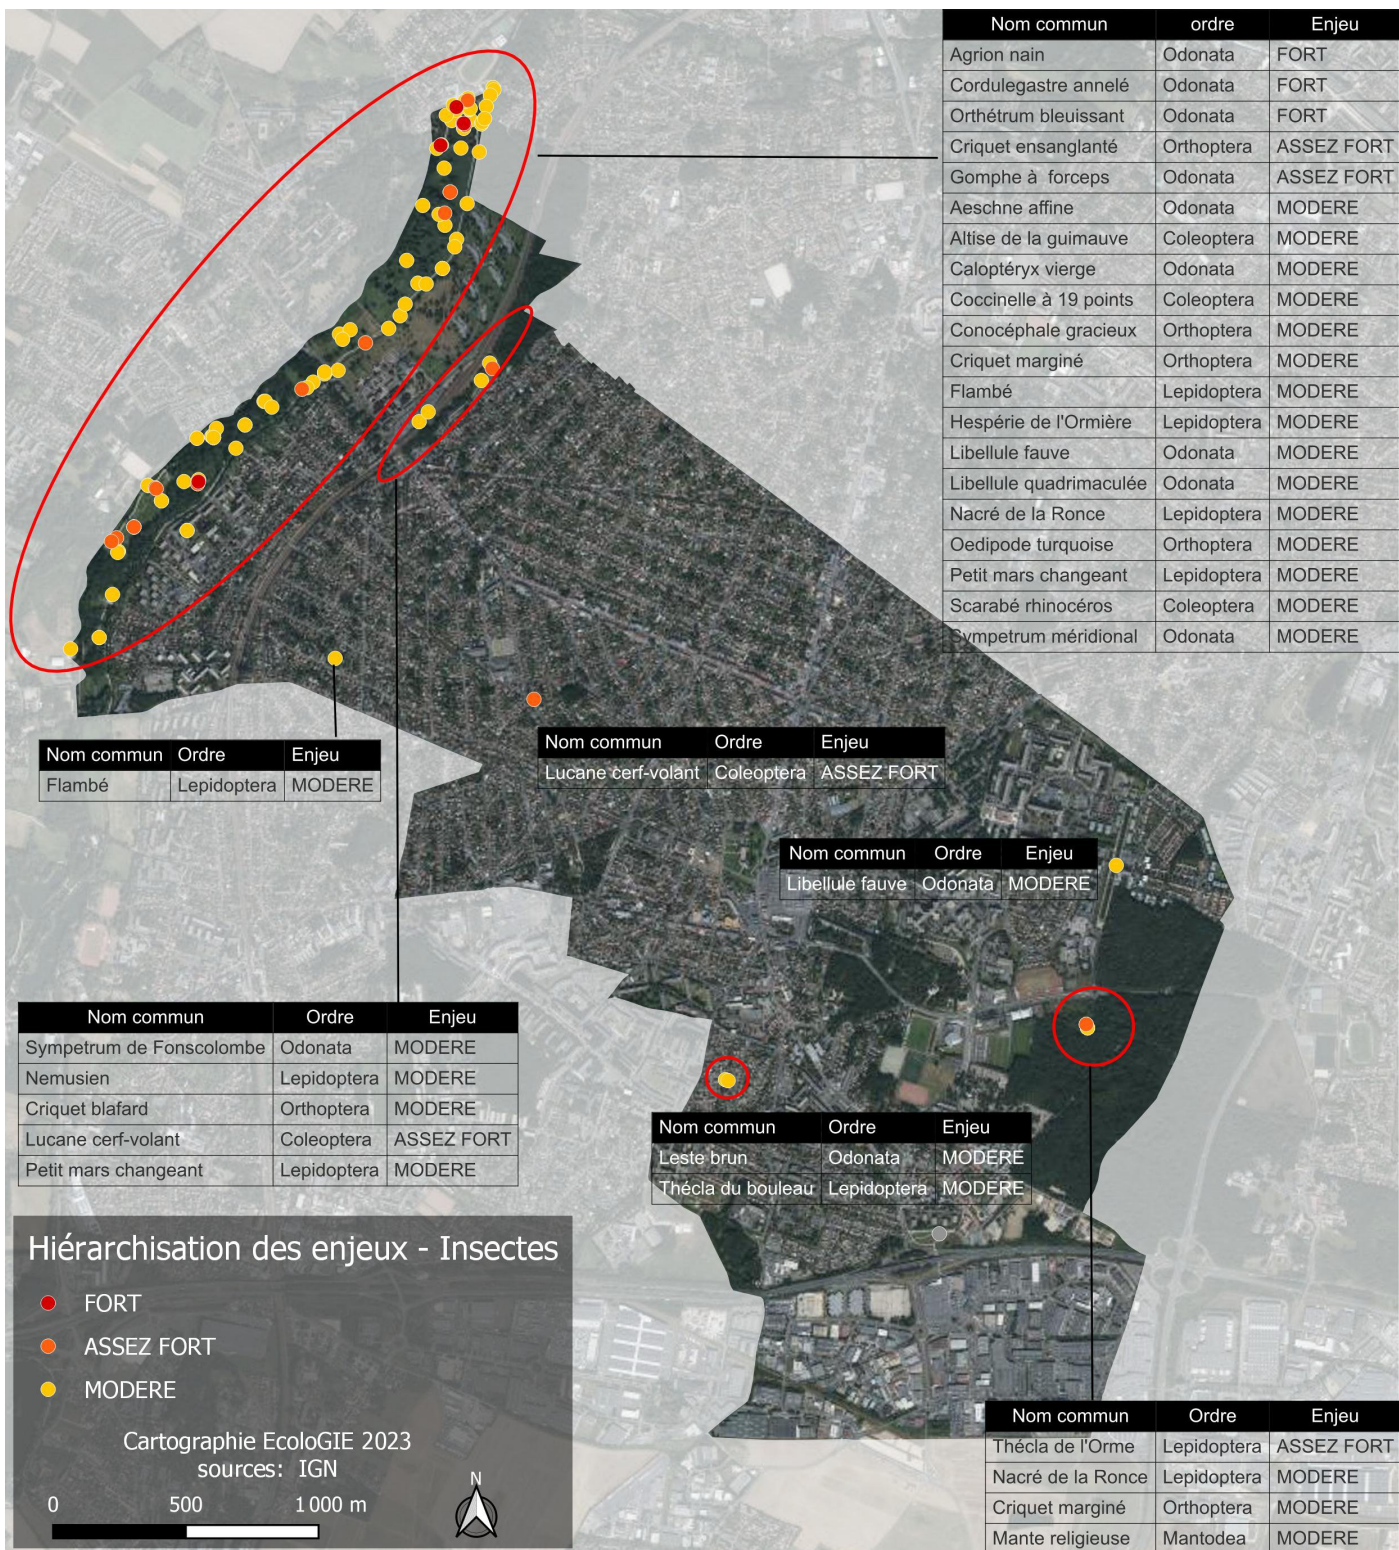 Nom commun ordre Enjeu
Agrion nain Odonata FORT
Cordulegastre annelé Odonata FORT
Orthétrum bleuissant Odonata FORT
Criquet ensanglanté Orthoptera ASSEZ FORT
Gomphe à forceps Odonata ASSEZ FORT
Aeschne affine Odonata MODERE
Altise de la guimauve Coleoptera MODERE
Caloptéryx vierge Odonata MODERE
Coccinelle à 19 points Coleoptera MODERE
Conocéphale gracieux Orthoptera MODERE
Criquet marginé Orthoptera MODERE
Flambé Lepidoptera MODERE
Hespérie de l'Ormière Lepidoptera MODERE
Libellule fauve Odonata MODERE
Libellule quadrimaculée Odonata MODERE
Nacré de la Ronce Lepidoptera MODERE
Oedipode turquoise Orthoptera MODERE
Petit mars changeant Lepidoptera MODERE
Scarabé rhinocéros Coleoptera MODERE
Sympetrum méridional Odonata MODERE
Nom commun Ordre Enjeu
Flambé Lepidoptera MODERE
Nom commun Ordre Enjeu
Lucane cerf-volant Coleoptera ASSEZ FORT
Nom commun Ordre Enjeu
Libellule fauve Odonata MODERE
Nom commun Ordre Enjeu
Sympetrum de Fonscolombe Odonata MODERE
Nemusien Lepidoptera MODERE
Criquet blafard Orthoptera MODERE
Lucane cerf-volant Coleoptera ASSEZ FORT
Petit mars changeant Lepidoptera MODERE
Nom commun Ordre Enjeu
Leste brun Odonata MODERE
Thécla du bouleau Lepidoptera MODERE
Nom commun Ordre Enjeu
Thécla de l'Orme Lepidoptera ASSEZ FORT
Nacré de la Ronce Lepidoptera MODERE
Criquet marginé Orthoptera MODERE
Mante religieuse Mantodea MODERE
Hiérarchisation des enjeux - Insectes
FORT
ASSEZ FORT
MODERE
Cartographie EcoloGIE 2023
sources: IGN
N
0 500 1 000 m